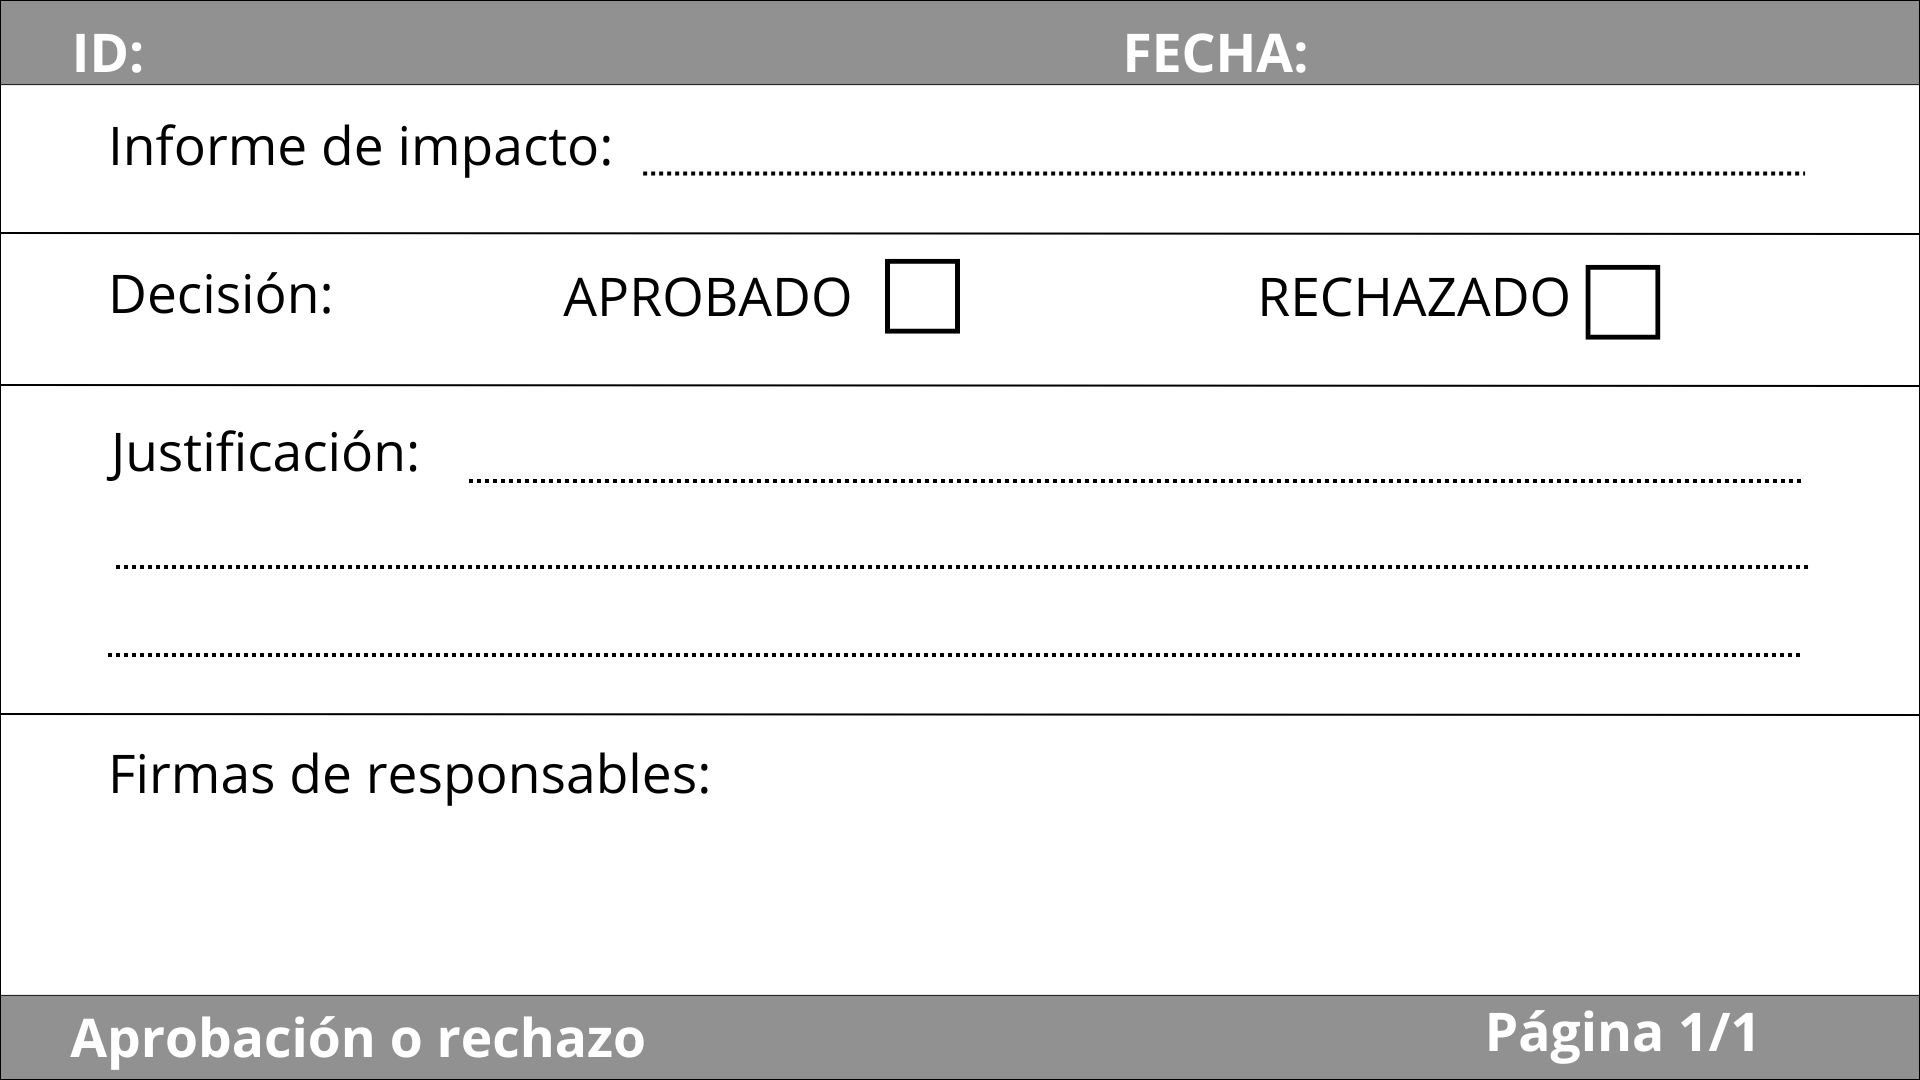 ID: FECHA:
Informe de impacto:
Decisión: APROBADO RECHAZADO
Justificación:
Firmas de responsables:
Aprobación o rechazo Página 1/1